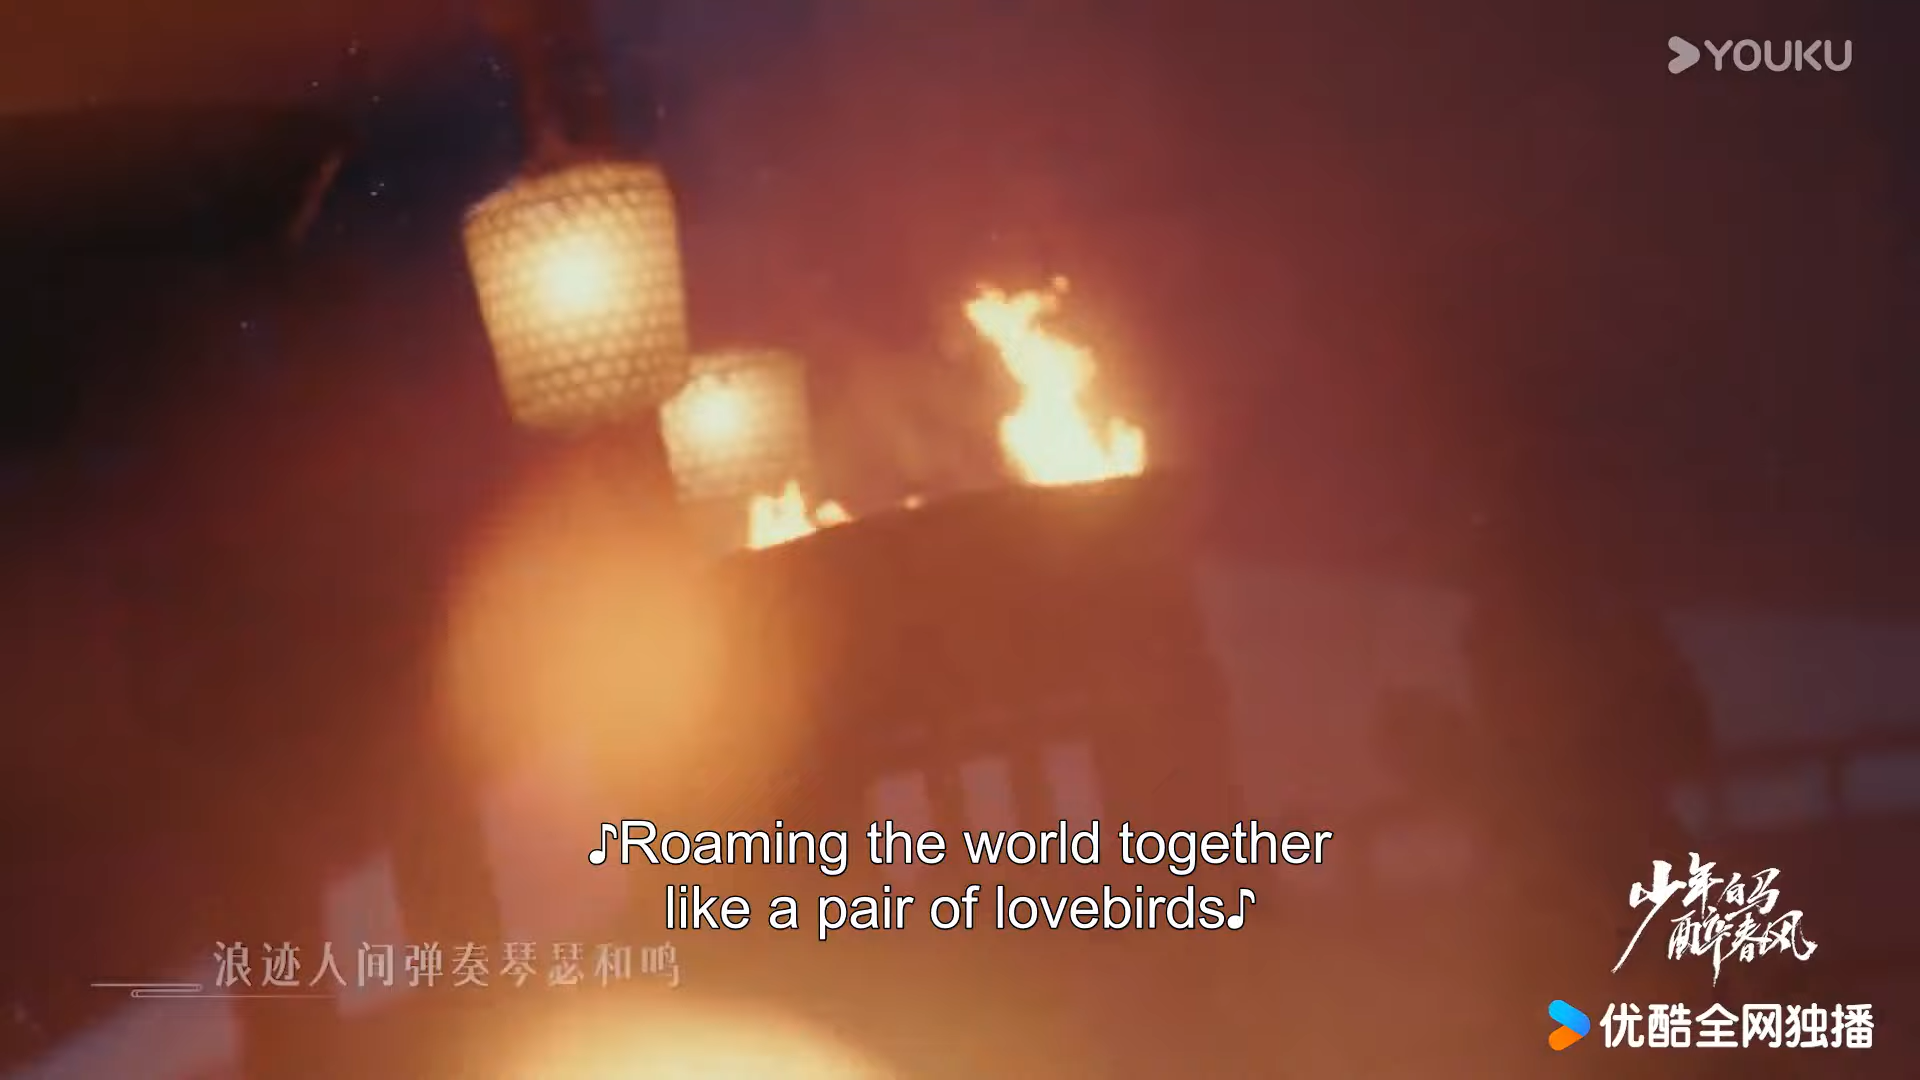 YOUKU
♪Roaming the world together
like a pair of lovebirds♪
浪迹人间弹奏琴瑟和鸣
少年白马
醉春风
优酷全网独播